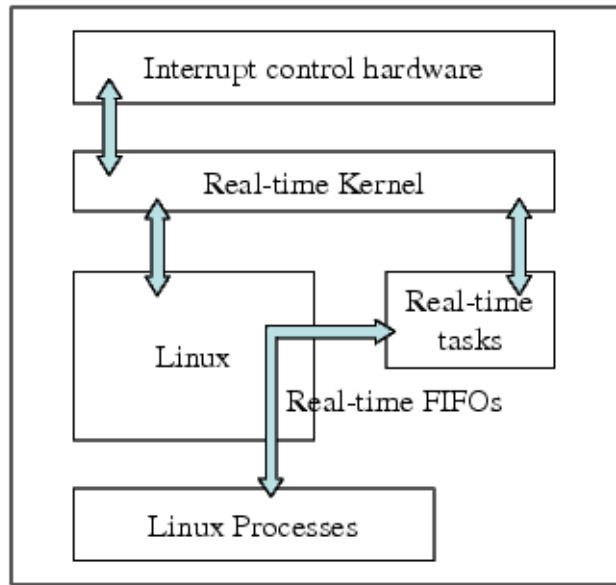 Interrupt control hardware
Real-time Kernel
Real-time
tasks
Linux
Real-time FIFOs
Linux Processes